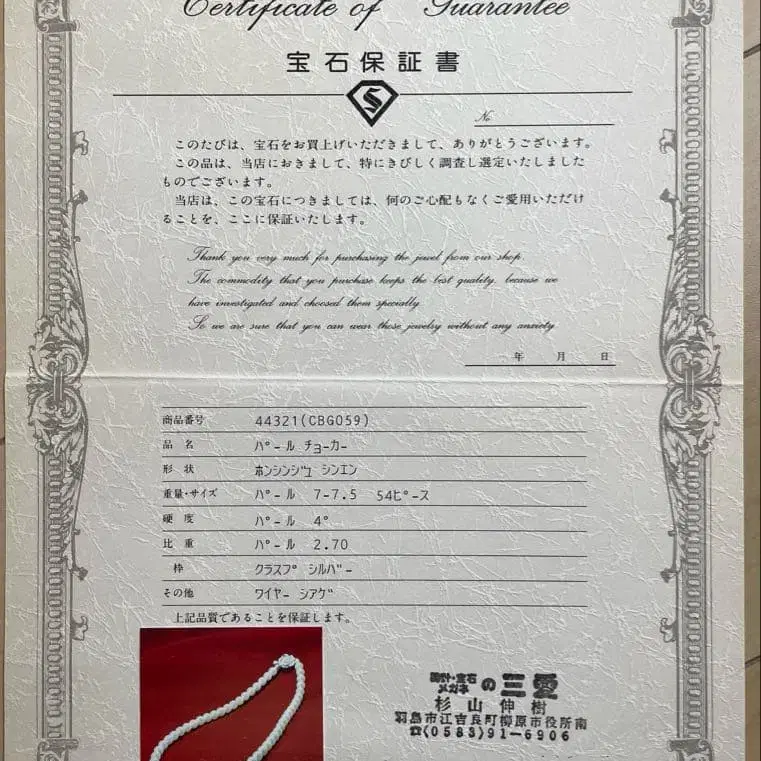 Certificate of Guarantee
宝石保証書
S
No
このたびは、宝石をお買上げいただきまして、ありがとうございます。
この品は、当店におきまして、特にきびしく調査し選定いたしました
ものでございます。
当店は、この宝石につきましては、何のご心配もなくご愛用いただけ
ることを、ここに保証いたします。
Thank you very much for purchasing the jewel from our shop.
The commodity that you purchase keeps the best quality, because we
have investigated and choosed them specially.
So we are sure that you can wear those jewelry without any anxiety.
年 月 日
商品番号 44321(CBG059)
品名 パール チョーカー
形状 ホンシンジュ シンエン
重量・サイズ パール 7-7.5 54ピース
硬度 パール 4°
比重 パール 2.70
枠 クラスプ シルバー
その他 ワイヤー シアゲ
上記品質であることを保証します。
時計・宝石
メガネ の 三愛
杉山伸樹
羽島市江吉良町柳原市役所南
☎(0583)91-6906